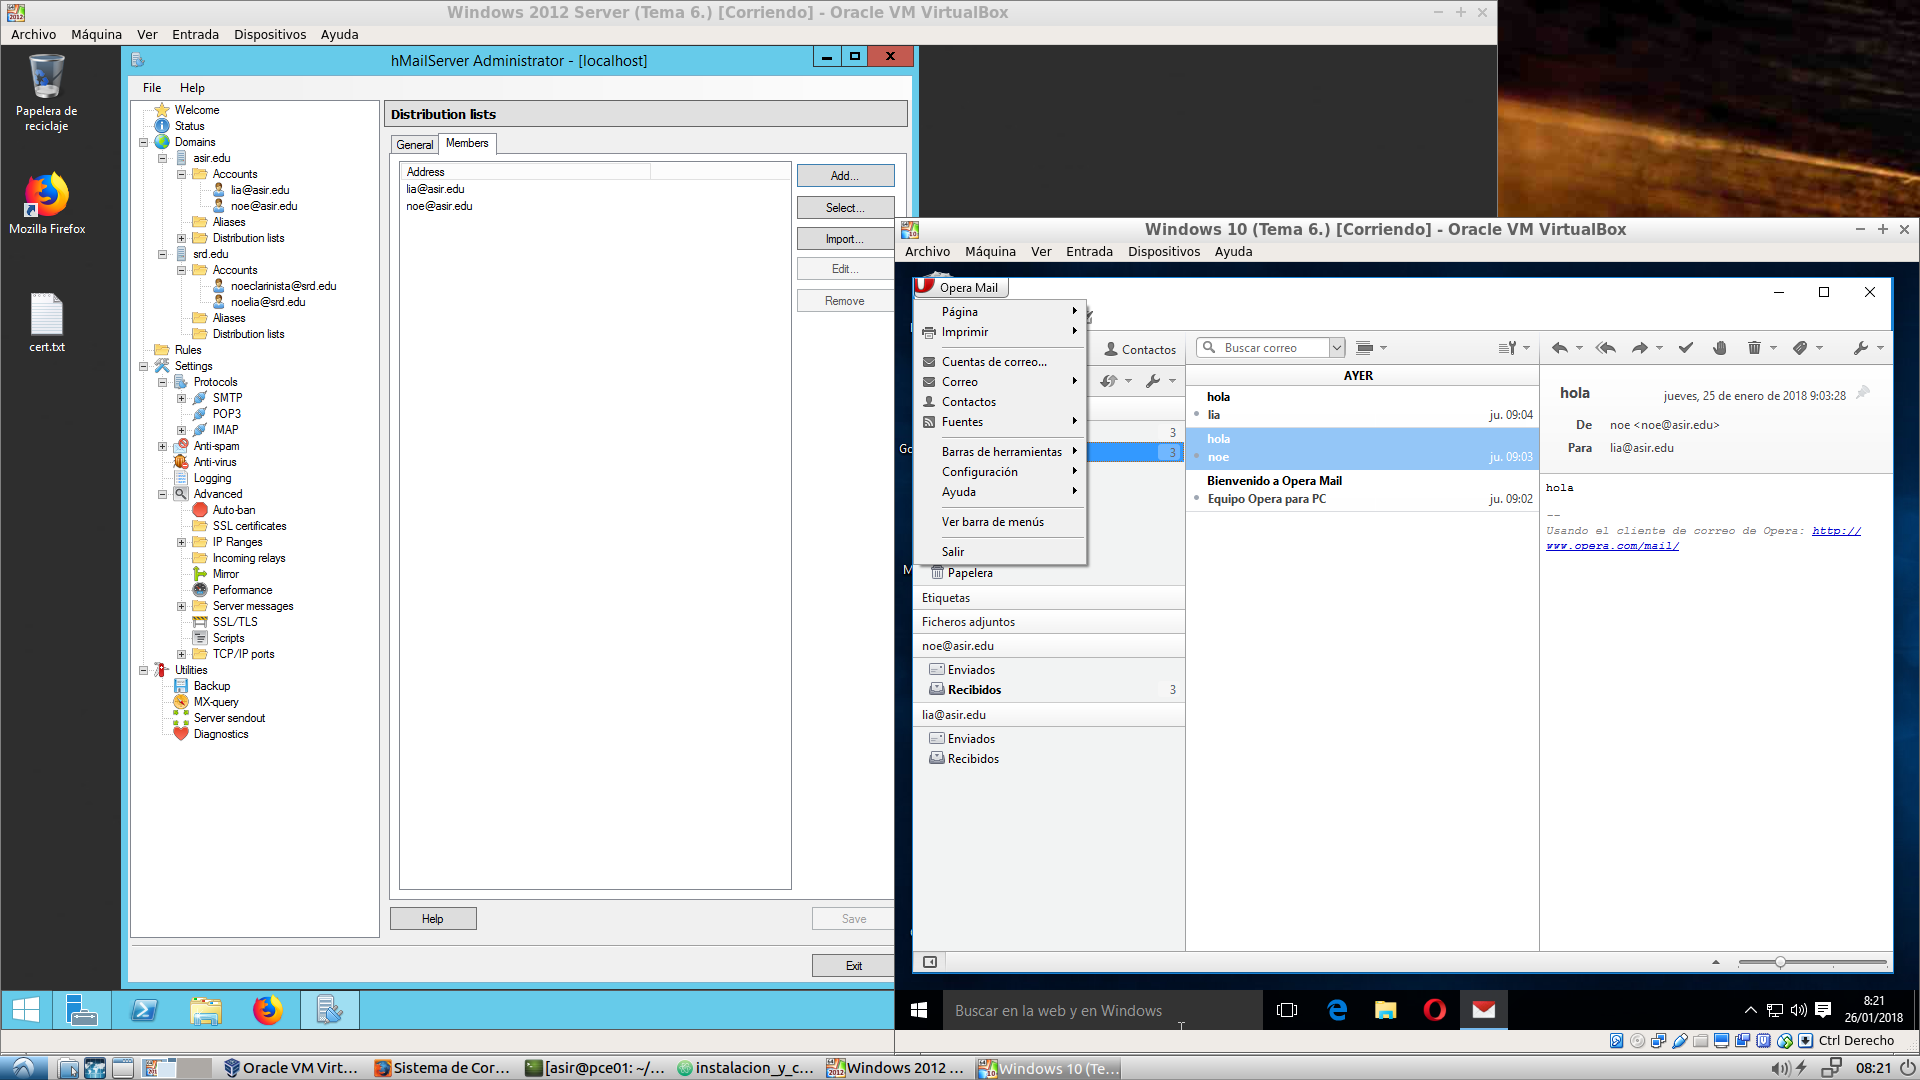 Windows 2012 Server (Tema 6.) [Corriendo] - Oracle VM VirtualBox
Archivo Máquina Ver Entrada Dispositivos Ayuda
Papelera de
reciclaje
Mozilla Firefox
cert.txt
hMailServer Administrator - [localhost]
File Help
Welcome
Status
Domains
asir.edu
Accounts
lia@asir.edu
noe@asir.edu
Aliases
Distribution lists
srd.edu
Accounts
noeclarinista@srd.edu
noelia@srd.edu
Aliases
Distribution lists
Rules
Settings
Protocols
SMTP
POP3
IMAP
Anti-spam
Anti-virus
Logging
Advanced
Auto-ban
SSL certificates
IP Ranges
Incoming relays
Mirror
Performance
Server messages
SSL/TLS
Scripts
TCP/IP ports
Utilities
Backup
MX-query
Server sendout
Diagnostics
Distribution lists
General Members
Address
lia@asir.edu
noe@asir.edu
Add...
Select...
Import...
Edit...
Remove
Help
Save
Exit
Windows 10 (Tema 6.) [Corriendo] - Oracle VM VirtualBox
Archivo Máquina Ver Entrada Dispositivos Ayuda
Go
M
Opera Mail
Página
Imprimir
Cuentas de correo...
Correo
Contactos
Fuentes
Barras de herramientas
Configuración
Ayuda
Ver barra de menús
Salir
Contactos
3
3
Papelera
Etiquetas
Ficheros adjuntos
noe@asir.edu
Enviados
Recibidos 3
lia@asir.edu
Enviados
Recibidos
Buscar correo
AYER
hola
lia ju. 09:04
hola
noe ju. 09:03
Bienvenido a Opera Mail
Equipo Opera para PC ju. 09:02
hola
jueves, 25 de enero de 2018 9:03:28
De noe <noe@asir.edu>
Para lia@asir.edu
hola
--
Usando el cliente de correo de Opera: http://
www.opera.com/mail/
Buscar en la web y en Windows
8:21
26/01/2018
Ctrl Derecho
Oracle VM Virt...
Sistema de Cor...
[asir@pce01: ~/...
instalacion_y_c...
Windows 2012 ...
Windows 10 (Te...
08:21